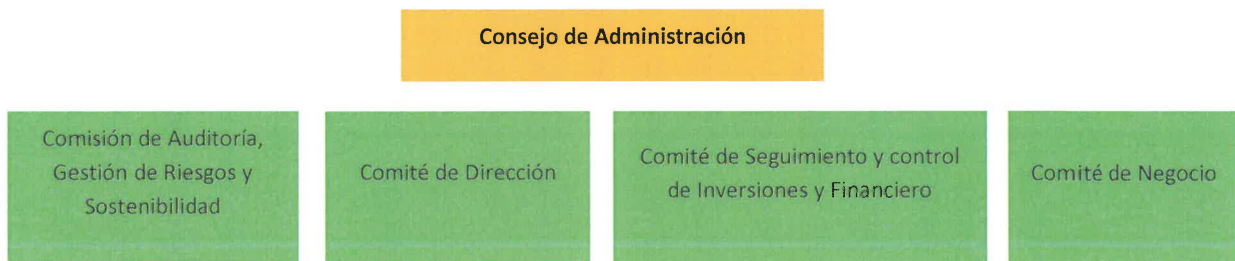 Consejo de Administración
Comisión de Auditoría,
Gestión de Riesgos y
Sostenibilidad
Comité de Dirección
Comité de Seguimiento y control
de Inversiones y Financiero
Comité de Negocio